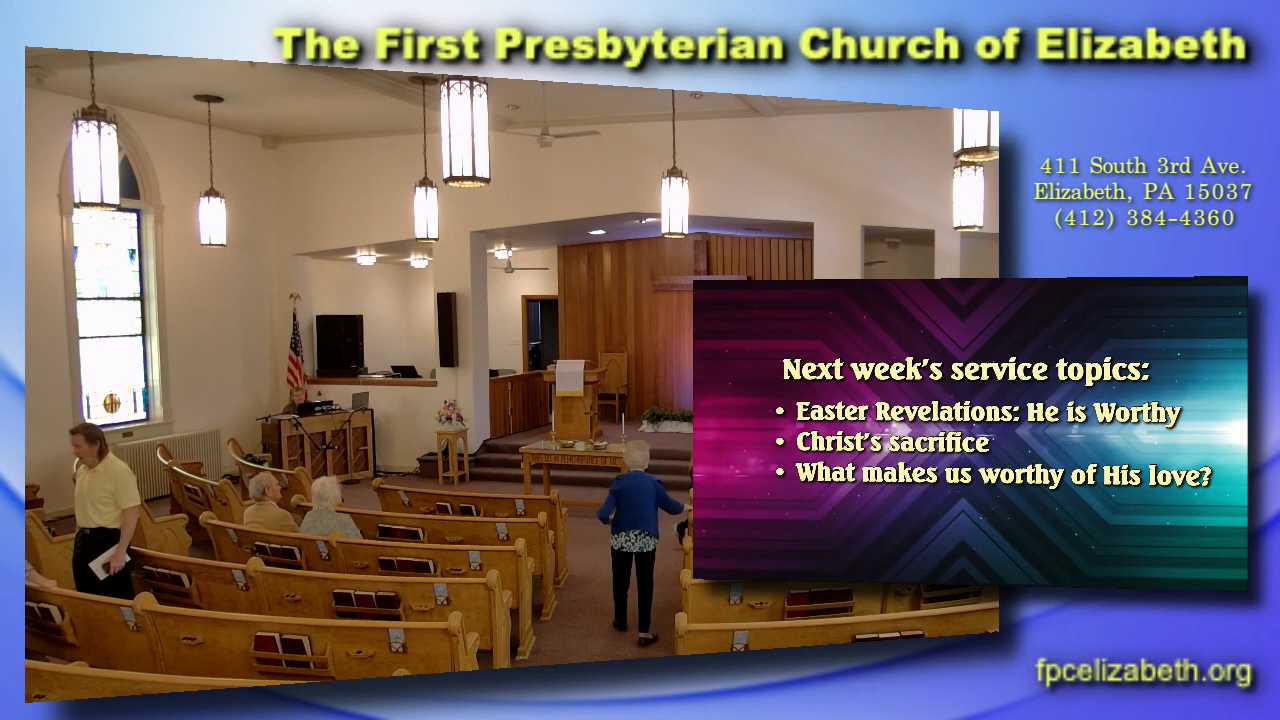 The First Presbyterian Church of Elizabeth
411 South 3rd Ave.
Elizabeth, PA 15037
(412) 384-4360
Next week's service topics:
• Easter Revelations: He is Worthy
• Christ's sacrifice
• What makes us worthy of His love?
fpcelizabeth.org